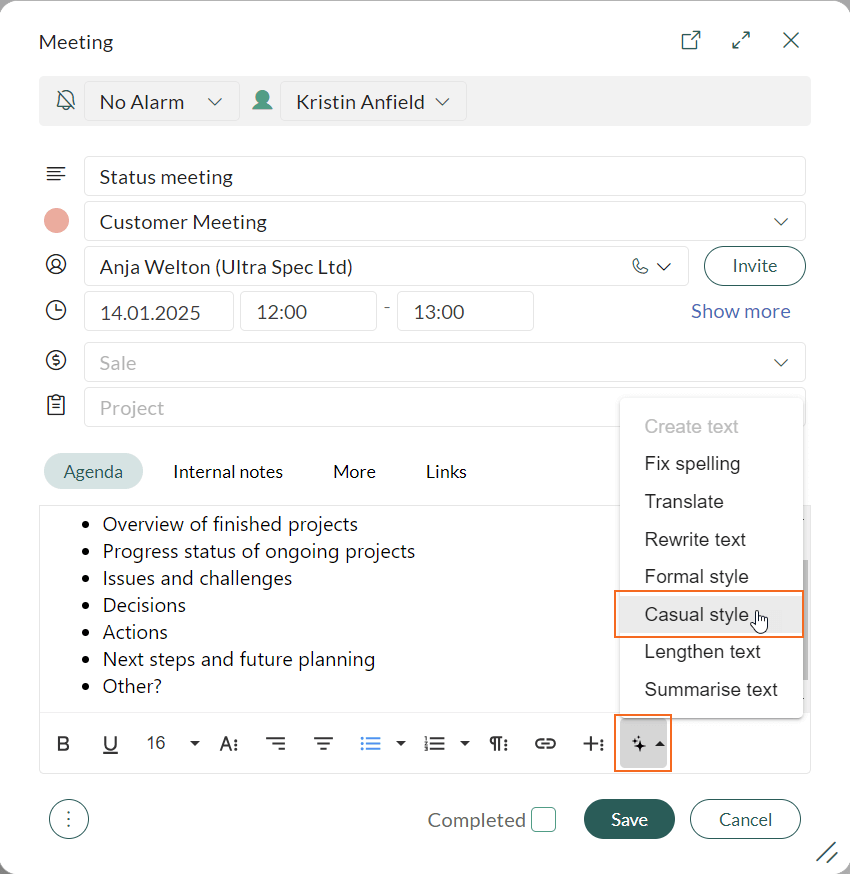 Meeting
No Alarm Kristin Anfield
Status meeting
Customer Meeting
Anja Welton (Ultra Spec Ltd) Invite
14.01.2025 12:00 - 13:00 Show more
Sale
Project
Agenda Internal notes More Links
• Overview of finished projects
• Progress status of ongoing projects
• Issues and challenges
• Decisions
• Actions
• Next steps and future planning
• Other?
Create text
Fix spelling
Translate
Rewrite text
Formal style
Casual style
Lengthen text
Summarise text
B U 16 A
Completed Save Cancel